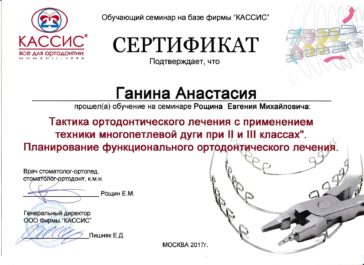 Обучающий семинар на базе фирмы "КАССИС"
КАССИС
все для ортодонтии
СЕРТИФИКАТ
Подтверждает, что
Ганина Анастасия
прошел(а) обучение на семинаре Рощина Евгения Михайловича:
Тактика ортодонтического лечения с применением
техники многопетлевой дуги при II и III классах".
Планирование функционального ортодонтического лечения.
Врач стоматолог-ортопед,
стоматолог-ортодонт, к.м.н.
Рощин Е.М.
Генеральный директор
ООО Фирмы "КАССИС"
Пишняк Е.Д.
МОСКВА 2017г.